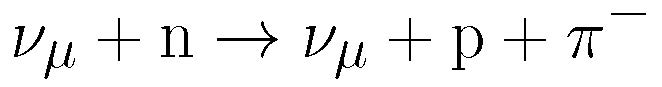 ν_μ + n → ν_μ + p + π⁻